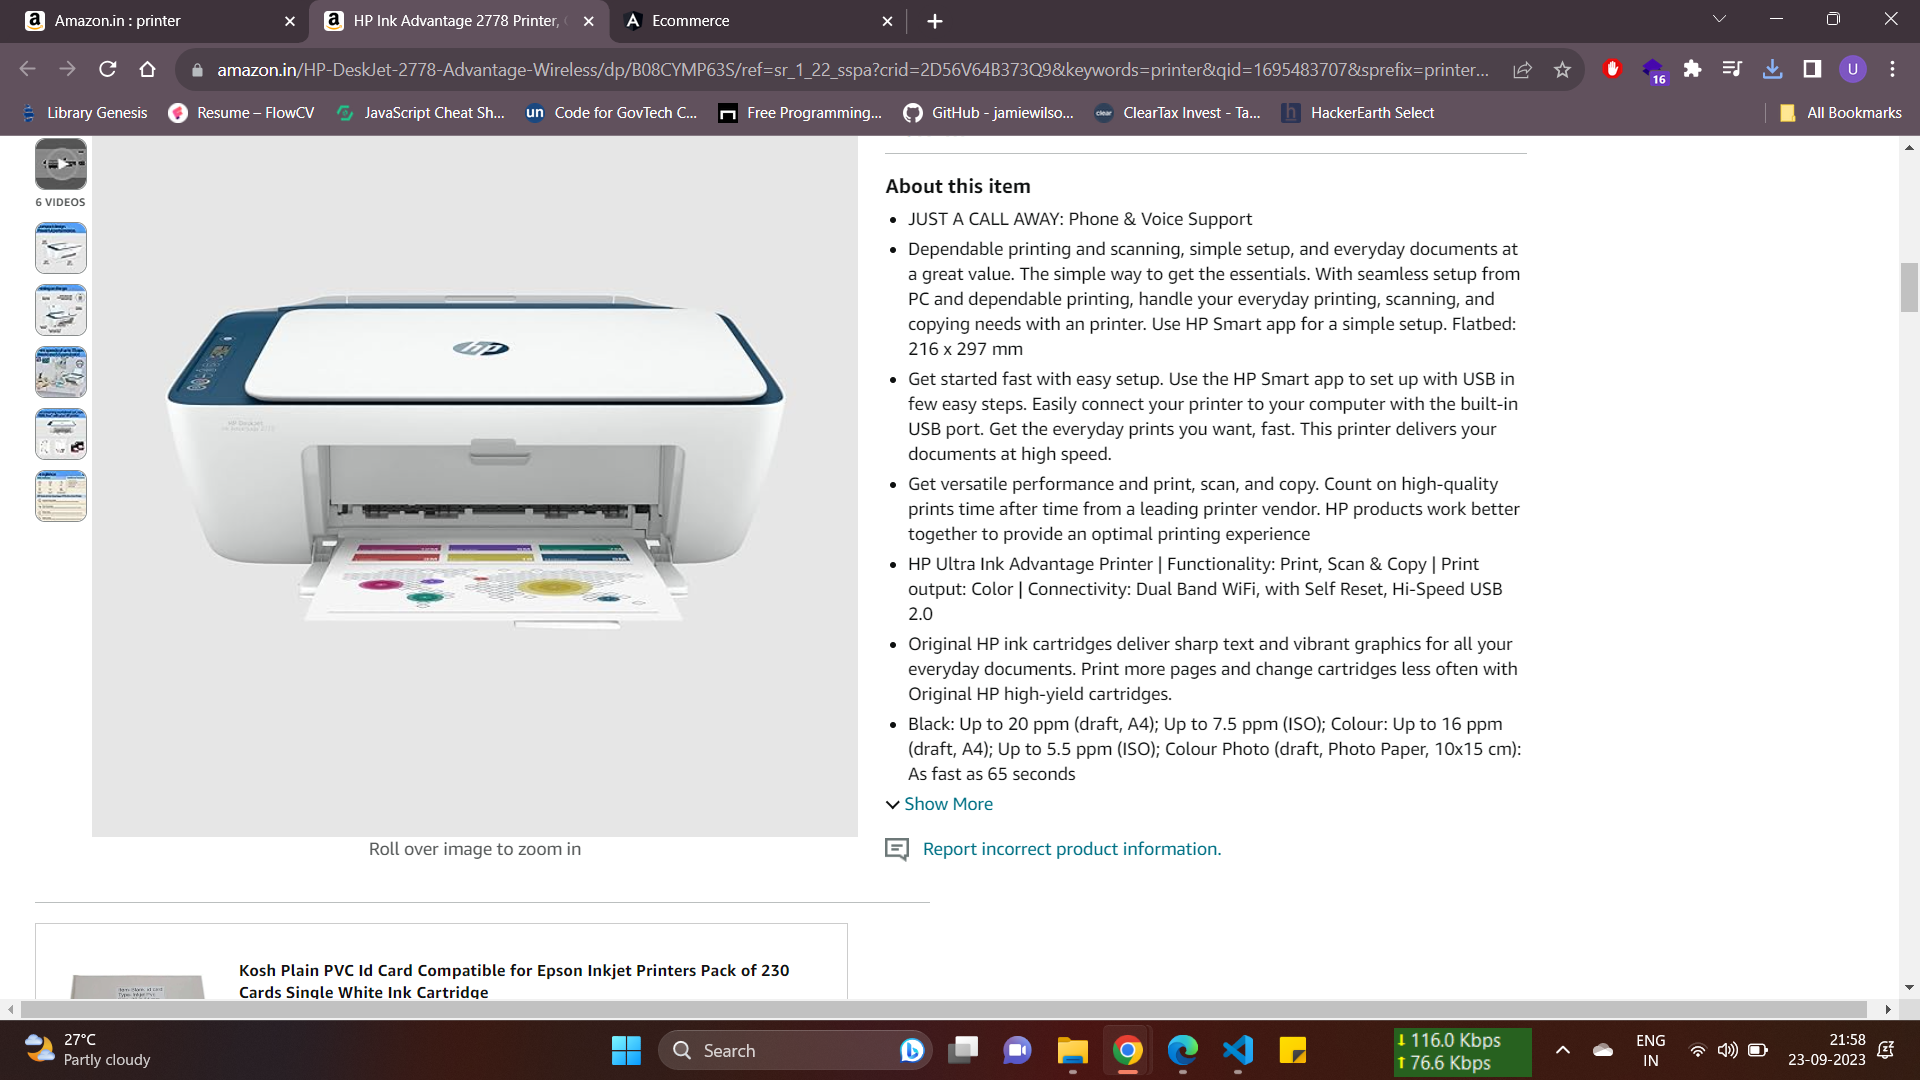 Amazon.in : printer
HP Ink Advantage 2778 Printer,
Ecommerce
amazon.in/HP-DeskJet-2778-Advantage-Wireless/dp/B08CYMP63S/ref=sr_1_22_sspa?crid=2D56V64B373Q9&keywords=printer&qid=1695483707&sprefix=printer...
16
U
Library Genesis
Resume – FlowCV
JavaScript Cheat Sh...
un
Code for GovTech C...
Free Programming...
GitHub - jamiewilso...
clear
ClearTax Invest - Ta...
h
HackerEarth Select
All Bookmarks
6 VIDEOS
hp
About this item
JUST A CALL AWAY: Phone & Voice Support
Dependable printing and scanning, simple setup, and everyday documents at
a great value. The simple way to get the essentials. With seamless setup from
PC and dependable printing, handle your everyday printing, scanning, and
copying needs with an printer. Use HP Smart app for a simple setup. Flatbed:
216 x 297 mm
Get started fast with easy setup. Use the HP Smart app to set up with USB in
few easy steps. Easily connect your printer to your computer with the built-in
USB port. Get the everyday prints you want, fast. This printer delivers your
documents at high speed.
Get versatile performance and print, scan, and copy. Count on high-quality
prints time after time from a leading printer vendor. HP products work better
together to provide an optimal printing experience
HP Ultra Ink Advantage Printer | Functionality: Print, Scan & Copy | Print
output: Color | Connectivity: Dual Band WiFi, with Self Reset, Hi-Speed USB
2.0
Original HP ink cartridges deliver sharp text and vibrant graphics for all your
everyday documents. Print more pages and change cartridges less often with
Original HP high-yield cartridges.
Black: Up to 20 ppm (draft, A4); Up to 7.5 ppm (ISO); Colour: Up to 16 ppm
(draft, A4); Up to 5.5 ppm (ISO); Colour Photo (draft, Photo Paper, 10x15 cm):
As fast as 65 seconds
Show More
Report incorrect product information.
Roll over image to zoom in
Kosh Plain PVC Id Card Compatible for Epson Inkjet Printers Pack of 230
Cards Single White Ink Cartridge
27°C
Partly cloudy
Search
116.0 Kbps
76.6 Kbps
ENG
IN
21:58
23-09-2023